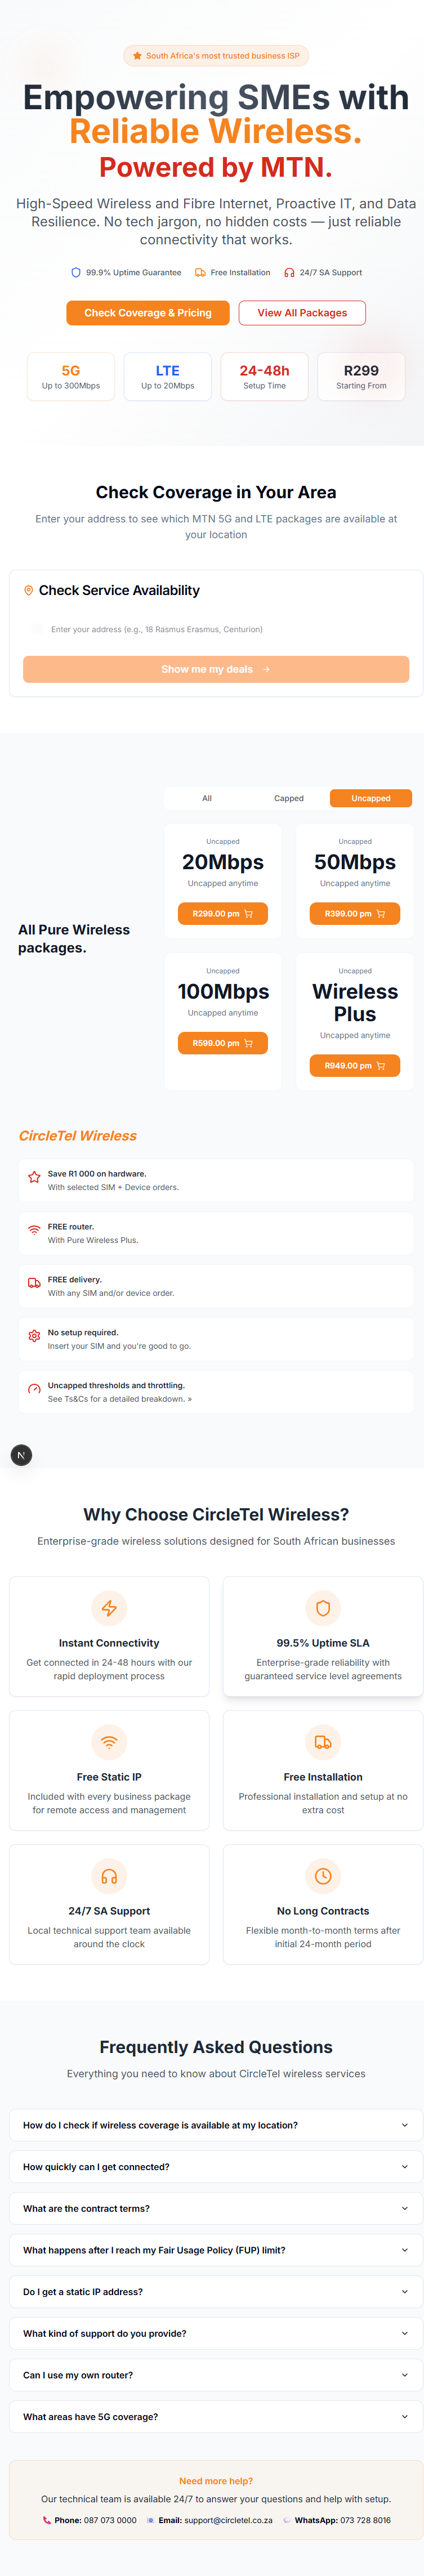 South Africa's most trusted business ISP
Empowering SMEs with
Reliable Wireless.
Powered by MTN.
High-Speed Wireless and Fibre Internet, Proactive IT, and Data
Resilience. No tech jargon, no hidden costs — just reliable
connectivity that works.
99.9% Uptime Guarantee
Free Installation
24/7 SA Support
Check Coverage & Pricing
View All Packages
5G
Up to 300Mbps
LTE
Up to 20Mbps
24-48h
Setup Time
R299
Starting From
Check Coverage in Your Area
Enter your address to see which MTN 5G and LTE packages are available at
your location
Check Service Availability
Enter your address (e.g., 18 Rasmus Erasmus, Centurion)
Show me my deals
All
Capped
Uncapped
All Pure Wireless
packages.
Uncapped
20Mbps
Uncapped anytime
R299.00 pm
Uncapped
50Mbps
Uncapped anytime
R399.00 pm
Uncapped
100Mbps
Uncapped anytime
R599.00 pm
Uncapped
Wireless
Plus
Uncapped anytime
R949.00 pm
CircleTel Wireless
Save R1 000 on hardware.
With selected SIM + Device orders.
FREE router.
With Pure Wireless Plus.
FREE delivery.
With any SIM and/or device order.
No setup required.
Insert your SIM and you're good to go.
Uncapped thresholds and throttling.
See Ts&Cs for a detailed breakdown. »
N
Why Choose CircleTel Wireless?
Enterprise-grade wireless solutions designed for South African businesses
Instant Connectivity
Get connected in 24-48 hours with our
rapid deployment process
99.5% Uptime SLA
Enterprise-grade reliability with
guaranteed service level agreements
Free Static IP
Included with every business package
for remote access and management
Free Installation
Professional installation and setup at no
extra cost
24/7 SA Support
Local technical support team available
around the clock
No Long Contracts
Flexible month-to-month terms after
initial 24-month period
Frequently Asked Questions
Everything you need to know about CircleTel wireless services
How do I check if wireless coverage is available at my location?
How quickly can I get connected?
What are the contract terms?
What happens after I reach my Fair Usage Policy (FUP) limit?
Do I get a static IP address?
What kind of support do you provide?
Can I use my own router?
What areas have 5G coverage?
Need more help?
Our technical team is available 24/7 to answer your questions and help with setup.
Phone: 087 073 0000
Email: support@circletel.co.za
WhatsApp: 073 728 8016